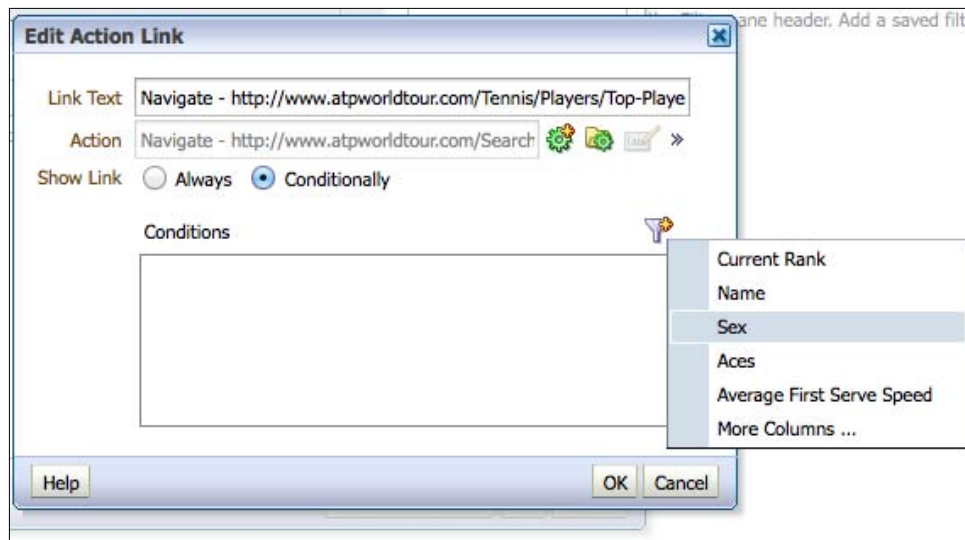 ane header. Add a saved filt
Edit Action Link
Link Text Navigate - http://www.atpworldtour.com/Tennis/Players/Top-Playe
Action Navigate - http://www.atpworldtour.com/Search
Show Link Always Conditionally
Conditions
Current Rank
Name
Sex
Aces
Average First Serve Speed
More Columns ...
Help OK Cancel